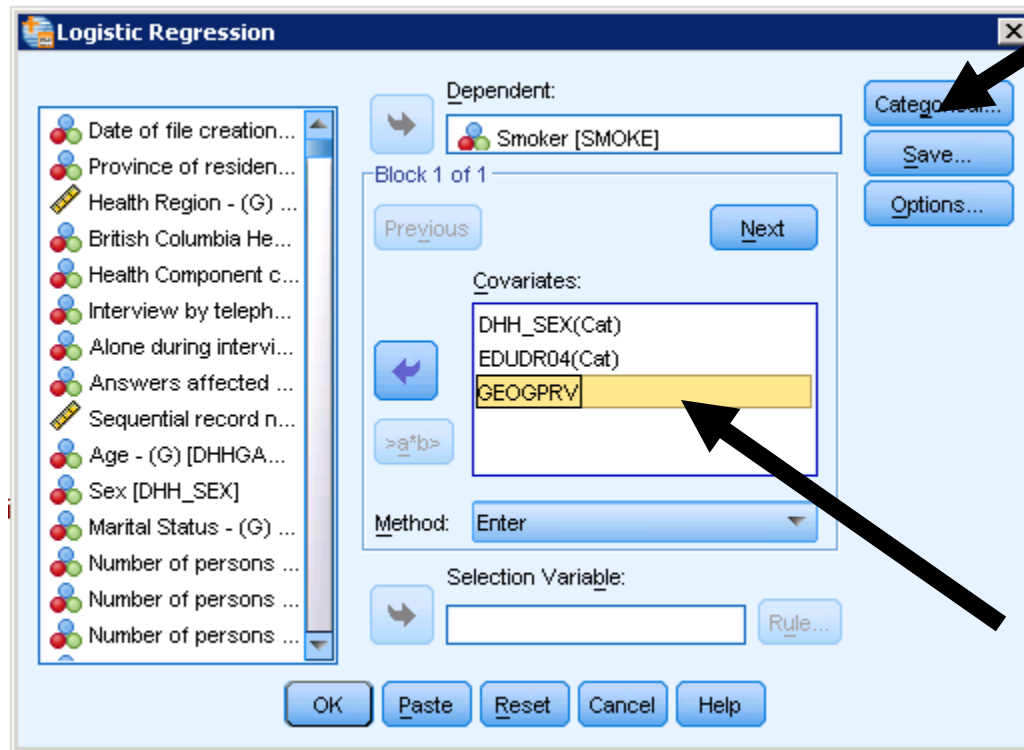 Logistic Regression
Date of file creation...
Province of residen...
Health Region - (G) ...
British Columbia He...
Health Component c...
Interview by teleph...
Alone during intervi...
Answers affected ...
Sequential record n...
Age - (G) [DHHGA...
Sex [DHH_SEX]
Marital Status - (G) ...
Number of persons ...
Number of persons ...
Number of persons ...
Dependent:
Smoker [SMOKE]
Block 1 of 1
Previous
Next
Covariates:
DHH_SEX(Cat)
EDUDR04(Cat)
GEOGPRV
>a*b>
Method:
Enter
Selection Variable:
Rule...
Categorical...
Save...
Options...
OK
Paste
Reset
Cancel
Help